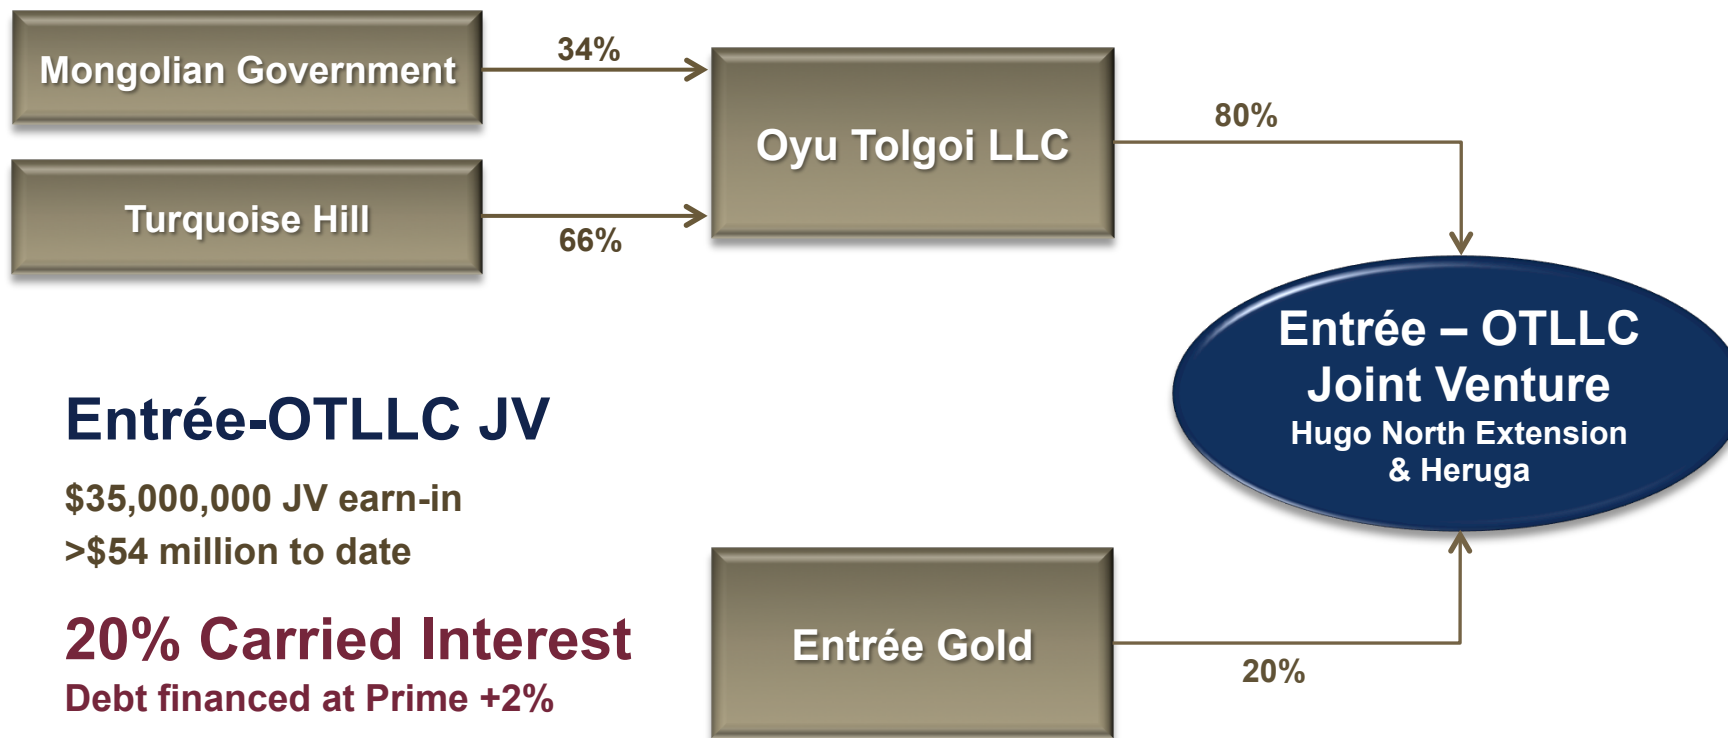 Mongolian Government
34%
Turquoise Hill
66%
Oyu Tolgoi LLC
80%
Entrée – OTLLC
Joint Venture
Hugo North Extension
& Heruga
Entrée-OTLLC JV
$35,000,000 JV earn-in
>$54 million to date
20% Carried Interest
Debt financed at Prime +2%
Entrée Gold
20%